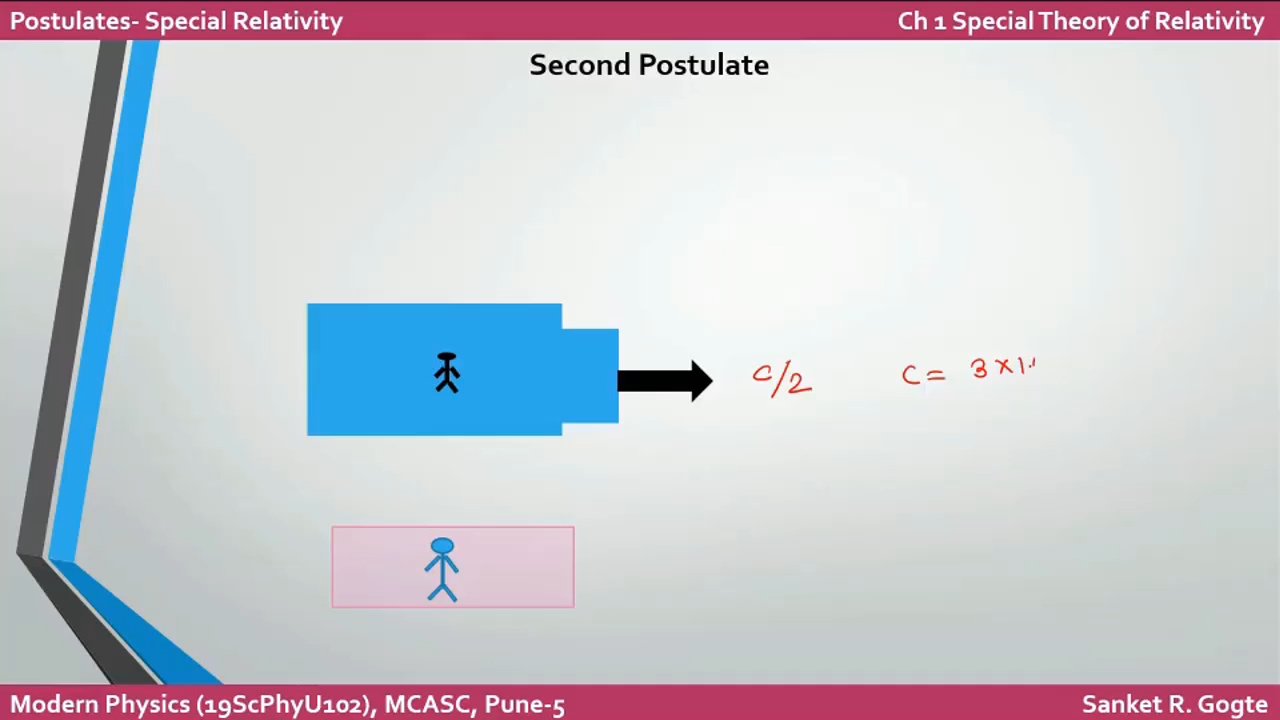 Postulates- Special Relativity
Ch 1 Special Theory of Relativity
Second Postulate
c/2
C = 3 × 1
Modern Physics (19ScPhyU102), MCASC, Pune-5
Sanket R. Gogte